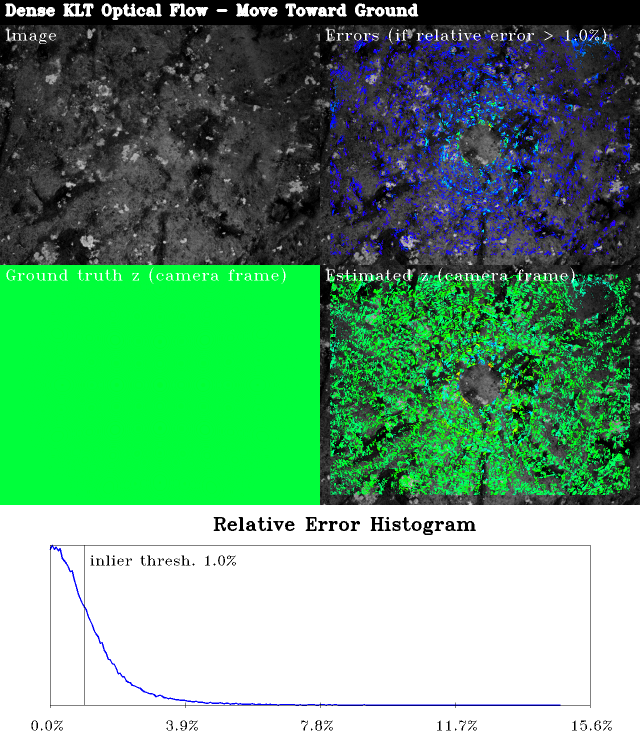 Dense KLT Optical Flow - Move Toward Ground
Image
Errors (if relative error > 1.0%)
Ground truth z (camera frame)
Estimated z (camera frame)
Relative Error Histogram
inlier thresh. 1.0%
0.0% 3.9% 7.8% 11.7% 15.6%